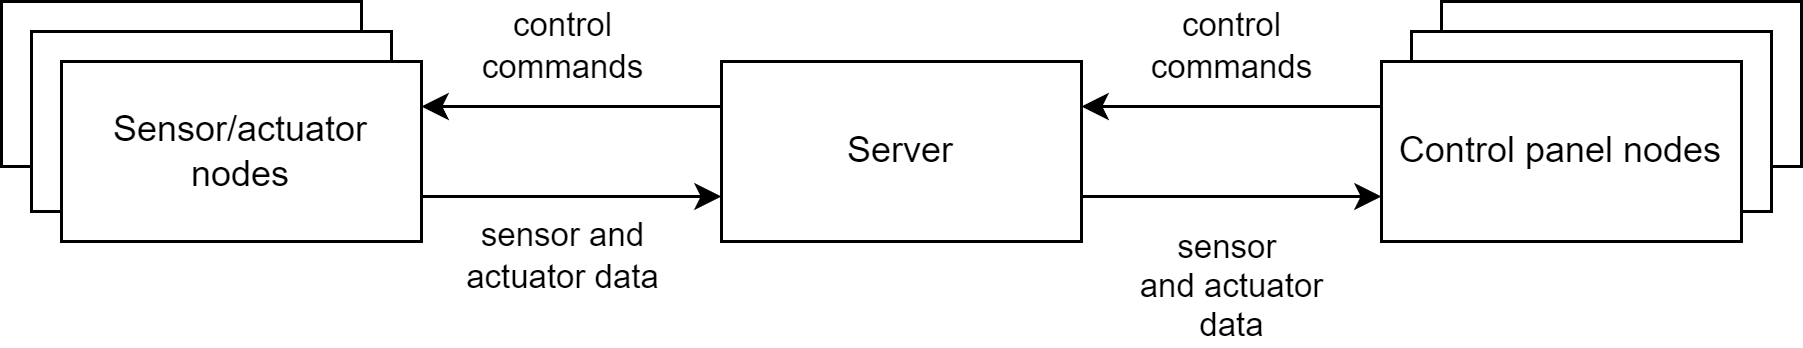 control
commands
control
commands
Sensor/actuator
nodes
Server
Control panel nodes
sensor and
actuator data
sensor
and actuator
data